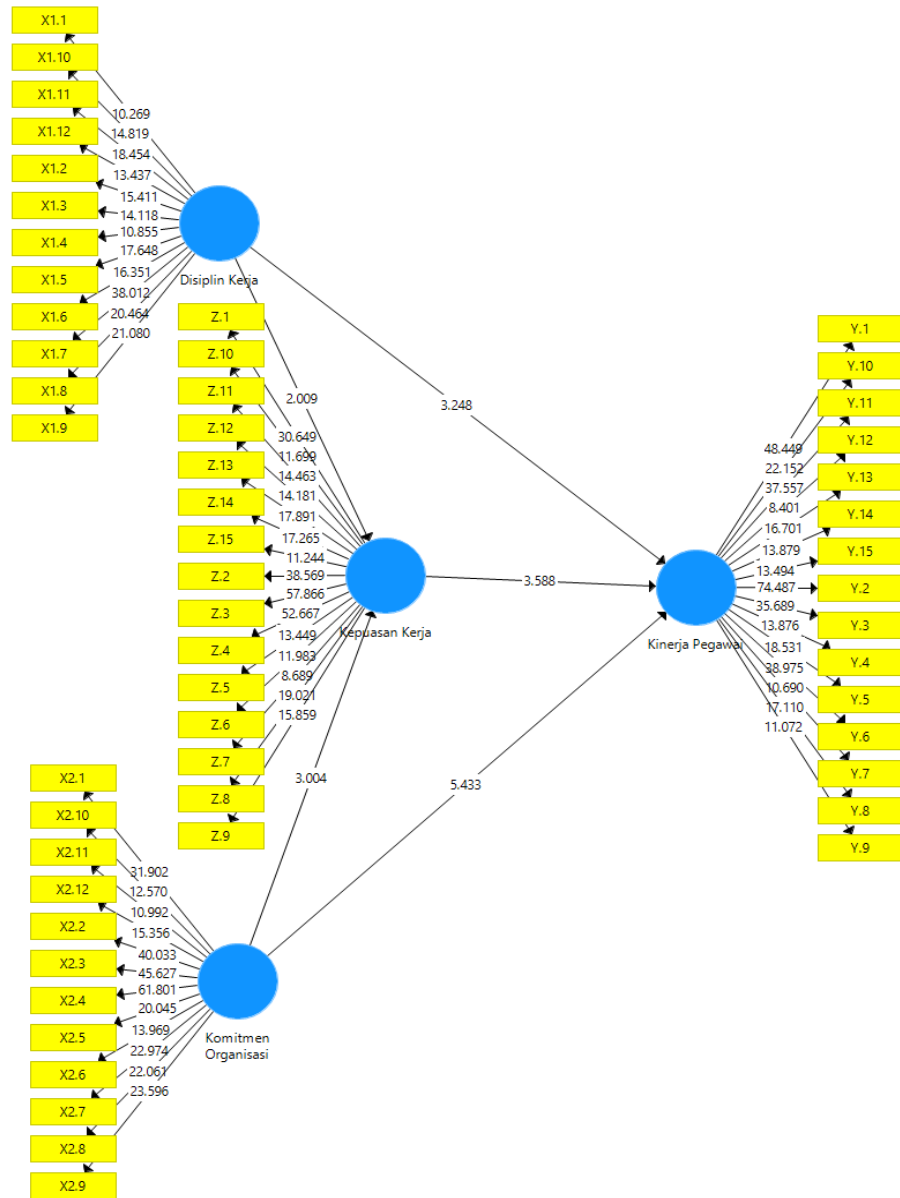 X1.1
X1.10
X1.11
X1.12
X1.2
X1.3
X1.4
X1.5
X1.6
X1.7
X1.8
X1.9
10.269
14.819
18.454
13.437
15.411
14.118
10.855
17.648
16.351
38.012
20.464
21.080
Disiplin Kerja
2.009
3.248
Z.1
Z.10
Z.11
Z.12
Z.13
Z.14
Z.15
Z.2
Z.3
Z.4
Z.5
Z.6
Z.7
Z.8
Z.9
30.649
11.699
14.463
14.181
17.891
17.265
11.244
38.569
57.866
52.667
13.449
11.983
8.689
19.021
15.859
Kepuasan Kerja
3.588
3.004
5.433
X2.1
X2.10
X2.11
X2.12
X2.2
X2.3
X2.4
X2.5
X2.6
X2.7
X2.8
X2.9
31.902
12.570
10.992
15.356
40.033
45.627
61.801
20.045
13.969
22.974
22.061
23.596
Komitmen
Organisasi
Kinerja Pegawai
48.449
22.152
37.557
8.401
16.701
13.879
13.494
74.487
35.689
13.876
18.531
38.975
10.690
17.110
11.072
Y.1
Y.10
Y.11
Y.12
Y.13
Y.14
Y.15
Y.2
Y.3
Y.4
Y.5
Y.6
Y.7
Y.8
Y.9